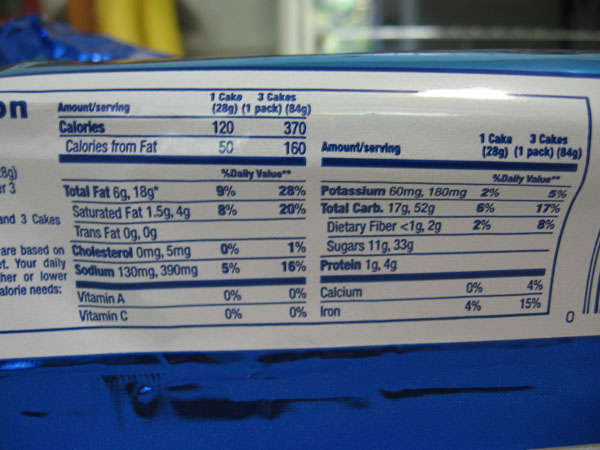 on
8g)
er 3
and 3 Cakes
are based on
et. Your daily
her or lower
alorie needs:
1 Cake 3 Cakes
Amount/serving (28g) (1 pack) (84g)
Calories 120 370
Calories from Fat 50 160
%Daily Value**
Total Fat 6g, 18g* 9% 28%
Saturated Fat 1.5g, 4g 8% 20%
Trans Fat 0g, 0g
Cholesterol 0mg, 5mg 0% 1%
Sodium 130mg, 390mg 5% 16%
Vitamin A 0% 0%
Vitamin C 0% 0%
1 Cake 3 Cakes
Amount/serving (28g) (1 pack) (84g)
%Daily Value**
Potassium 60mg, 180mg 2% 5%
Total Carb. 17g, 52g 6% 17%
Dietary Fiber <1g, 2g 2% 8%
Sugars 11g, 33g
Protein 1g, 4g
Calcium 0% 4%
Iron 4% 15%
0